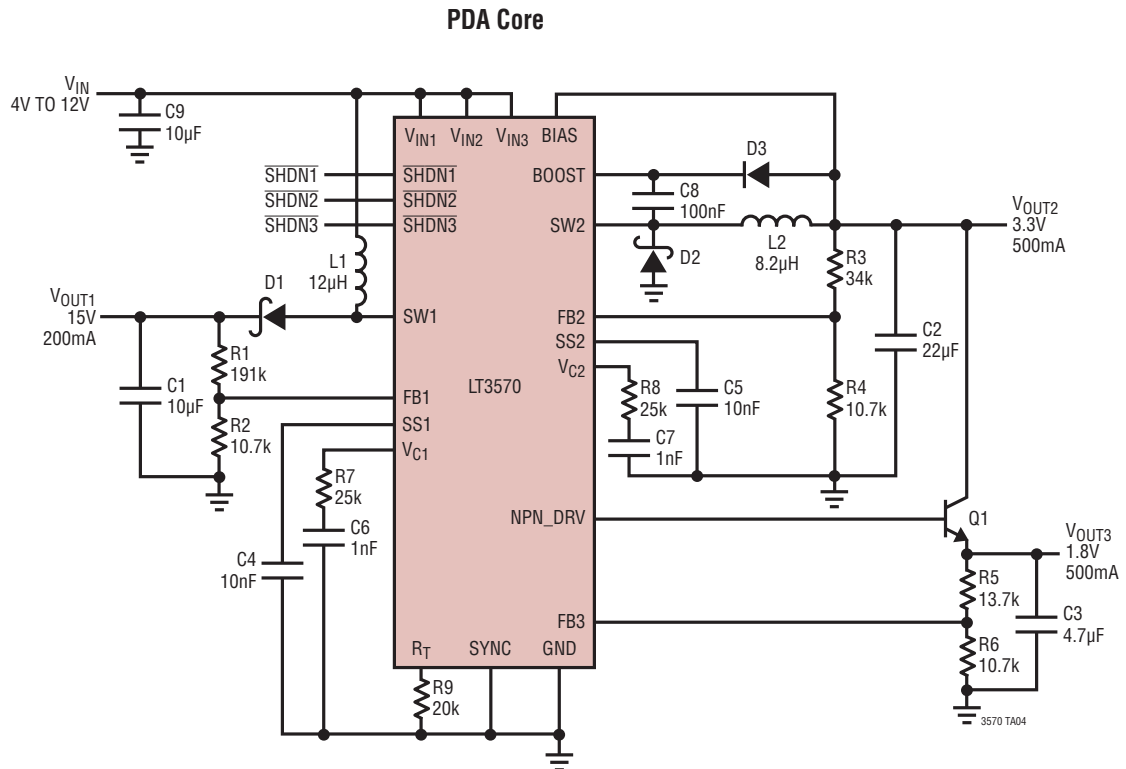 PDA Core
VIN
4V TO 12V
C9
10µF
VIN1 VIN2 VIN3 BIAS
SHDN1
SHDN2
SHDN3
SHDN1
SHDN2
SHDN3
BOOST
SW2
D3
C8
100nF
D2
L2
8.2µH
VOUT2
3.3V
500mA
L1
12µH
D1
VOUT1
15V
200mA
SW1
R3
34k
FB2
SS2
VC2
C2
22µF
R1
191k
C1
10µF
FB1
LT3570
R8
25k
C5
10nF
R4
10.7k
R2
10.7k
SS1
VC1
C7
1nF
R7
25k
C6
1nF
C4
10nF
NPN_DRV
Q1
VOUT3
1.8V
500mA
R5
13.7k
C3
4.7µF
FB3
R6
10.7k
RT SYNC GND
R9
20k
3570 TA04